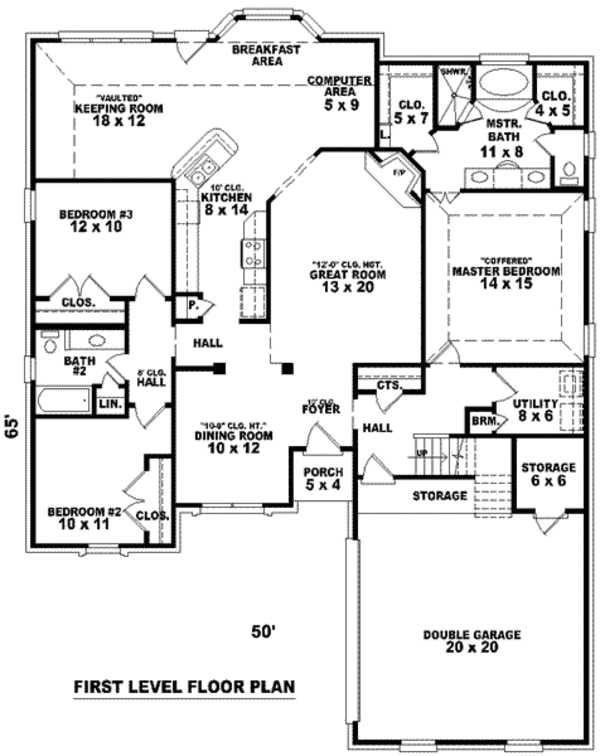 BREAKFAST
AREA
"VAULTED"
KEEPING ROOM
18 x 12
COMPUTER
AREA
5 x 9
CLO.
5 x 7
SHWR.
CLO.
4 x 5
MSTR.
BATH
11 x 8
F/P
10' CLG.
KITCHEN
8 x 14
BEDROOM #3
12 x 10
"12'-0" CLG. HGT.
GREAT ROOM
13 x 20
"COFFERED"
MASTER BEDROOM
14 x 15
CLOS.
P.
HALL
BATH
#2
8' CLG.
HALL
LIN.
CTS.
12' CLG.
FOYER
UTILITY
8 x 6
BRM.
HALL
UP
"10-0" CLG. HT."
DINING ROOM
10 x 12
PORCH
5 x 4
STORAGE
6 x 6
STORAGE
BEDROOM #2
10 x 11
CLOS.
65'
50'
DOUBLE GARAGE
20 x 20
FIRST LEVEL FLOOR PLAN